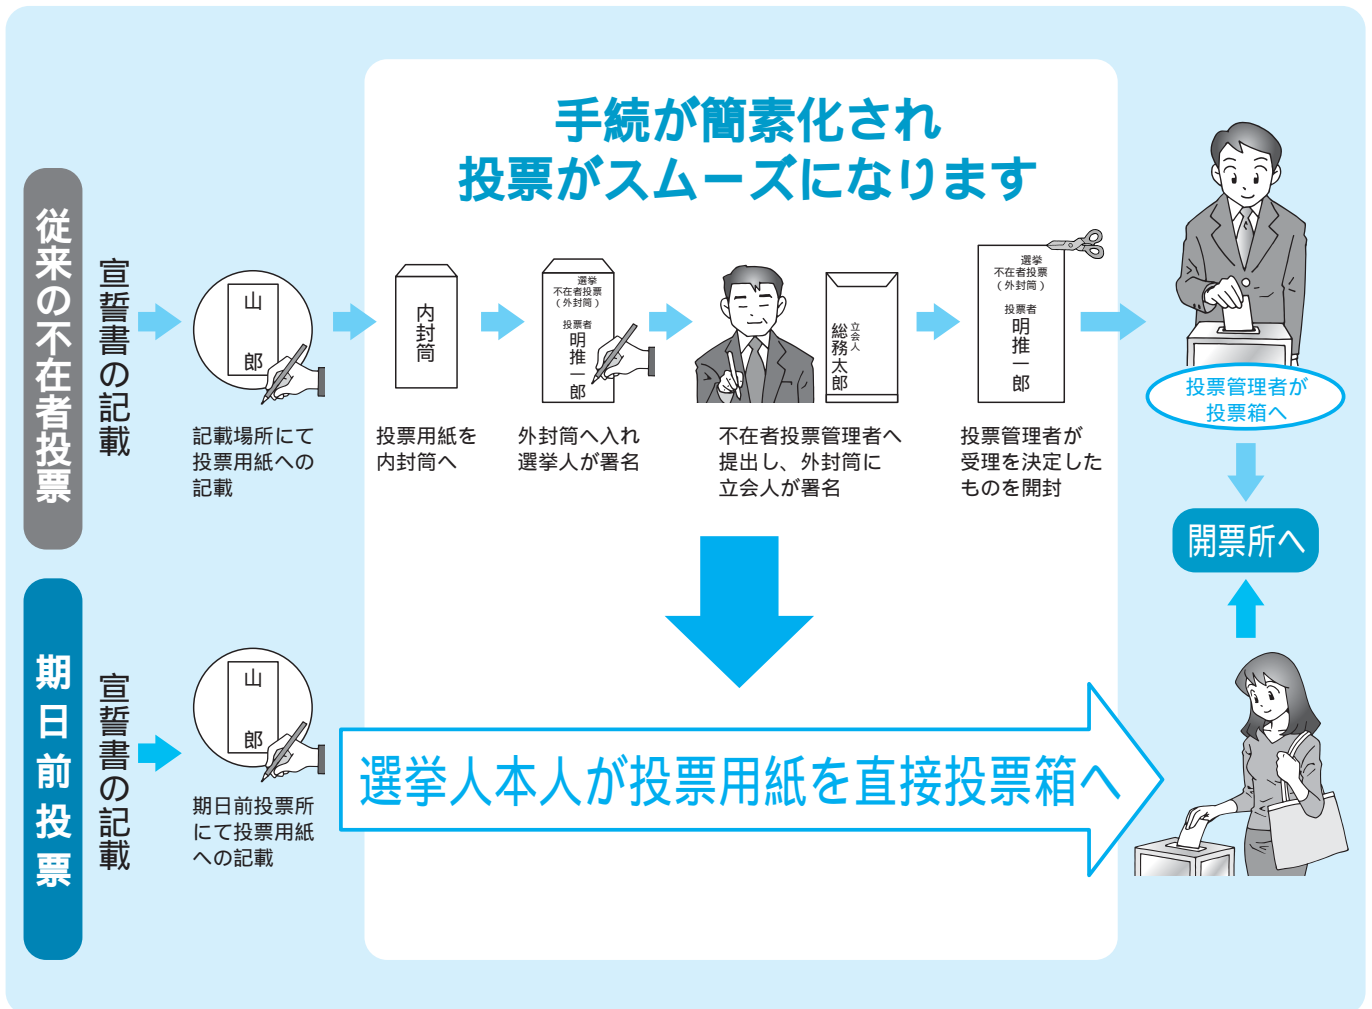 手続が簡素化され
投票がスムーズになります
従来の不在者投票
宣誓書の記載
山
郎
記載場所にて
投票用紙への
記載
内封筒
投票用紙を
内封筒へ
選挙
不在者投票
（外封筒）
投票者
明推一郎
外封筒へ入れ
選挙人が署名
立会人
総務太郎
不在者投票管理者へ
提出し、外封筒に
立会人が署名
選挙
不在者投票
（外封筒）
投票者
明推一郎
投票管理者が
受理を決定した
ものを開封
投票管理者が
投票箱へ
開票所へ
期日前投票
宣誓書の記載
山
郎
期日前投票所
にて投票用紙
への記載
選挙人本人が投票用紙を直接投票箱へ